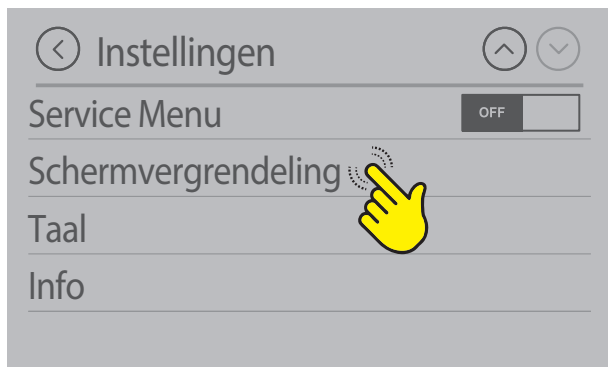 Instellingen
Service Menu OFF
Schermvergrendeling
Taal
Info